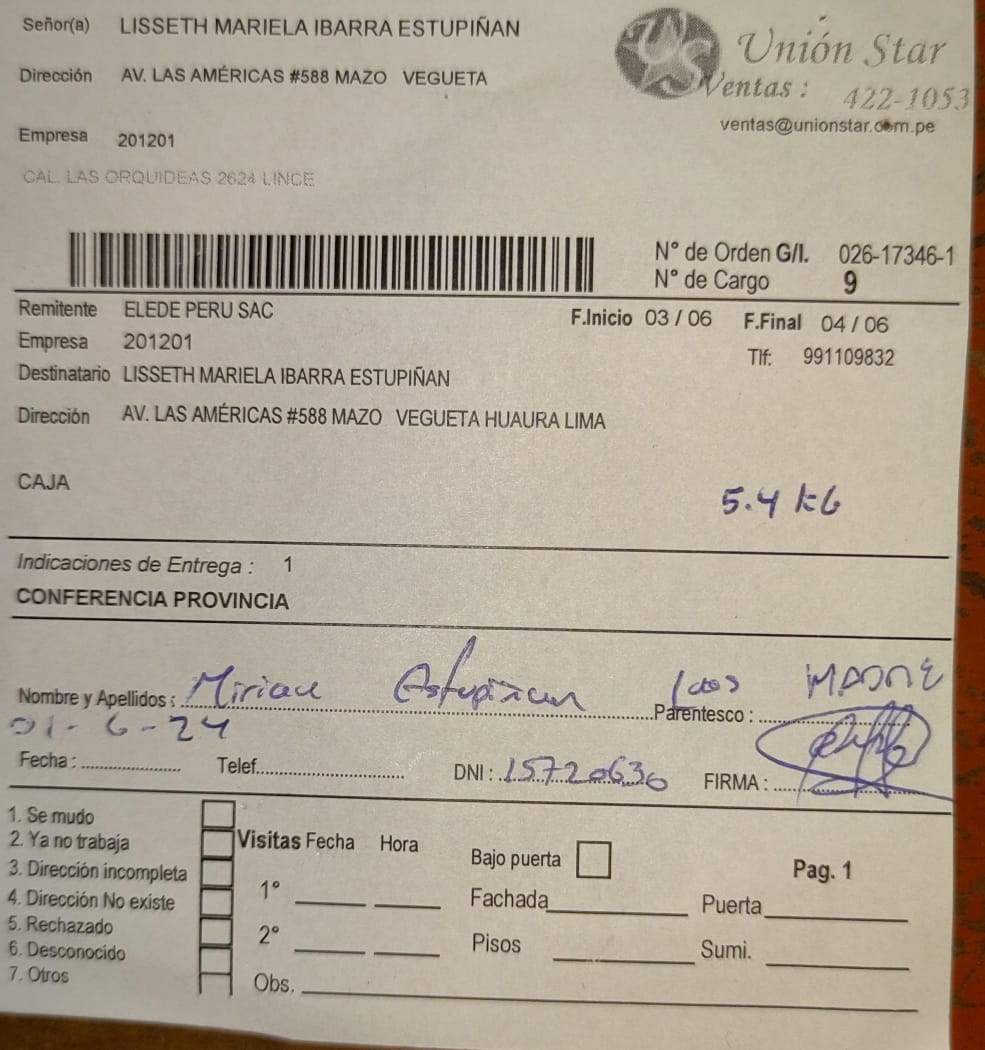 Señor(a) LISSETH MARIELA IBARRA ESTUPIÑAN
Unión Star
Dirección AV. LAS AMÉRICAS #588 MAZO VEGUETA
Ventas : 422-1053
ventas@unionstar.com.pe
Empresa 201201
CAL. LAS ORQUIDEAS 2624 LINCE
N° de Orden G/I. 026-17346-1
N° de Cargo 9
Remitente ELEDE PERU SAC
F.Inicio 03 / 06 F.Final 04 / 06
Empresa 201201
Tlf: 991109832
Destinatario LISSETH MARIELA IBARRA ESTUPIÑAN
Dirección AV. LAS AMÉRICAS #588 MAZO VEGUETA HUAURA LIMA
CAJA
5.4 KG
Indicaciones de Entrega : 1
CONFERENCIA PROVINCIA
Nombre y Apellidos : Miriam Estupiñan Parentesco : MADRE
01-6-24
Fecha : Telef. DNI : 15720630 FIRMA :
1. Se mudo
2. Ya no trabaja
3. Dirección incompleta
4. Dirección No existe
5. Rechazado
6. Desconocido
7. Otros
Visitas Fecha Hora
1°
2°
Obs.
Bajo puerta
Fachada
Pisos
Pag. 1
Puerta
Sumi.